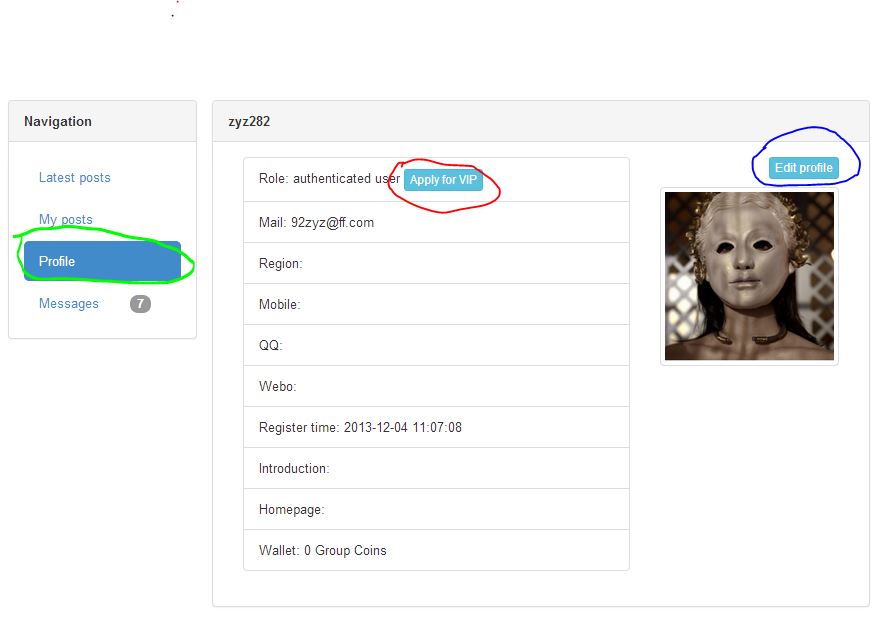 Navigation
Latest posts
My posts
Profile
Messages 7
zyz282
Edit profile
Role: authenticated user Apply for VIP
Mail: 92zyz@ff.com
Region:
Mobile:
QQ:
Webo:
Register time: 2013-12-04 11:07:08
Introduction:
Homepage:
Wallet: 0 Group Coins